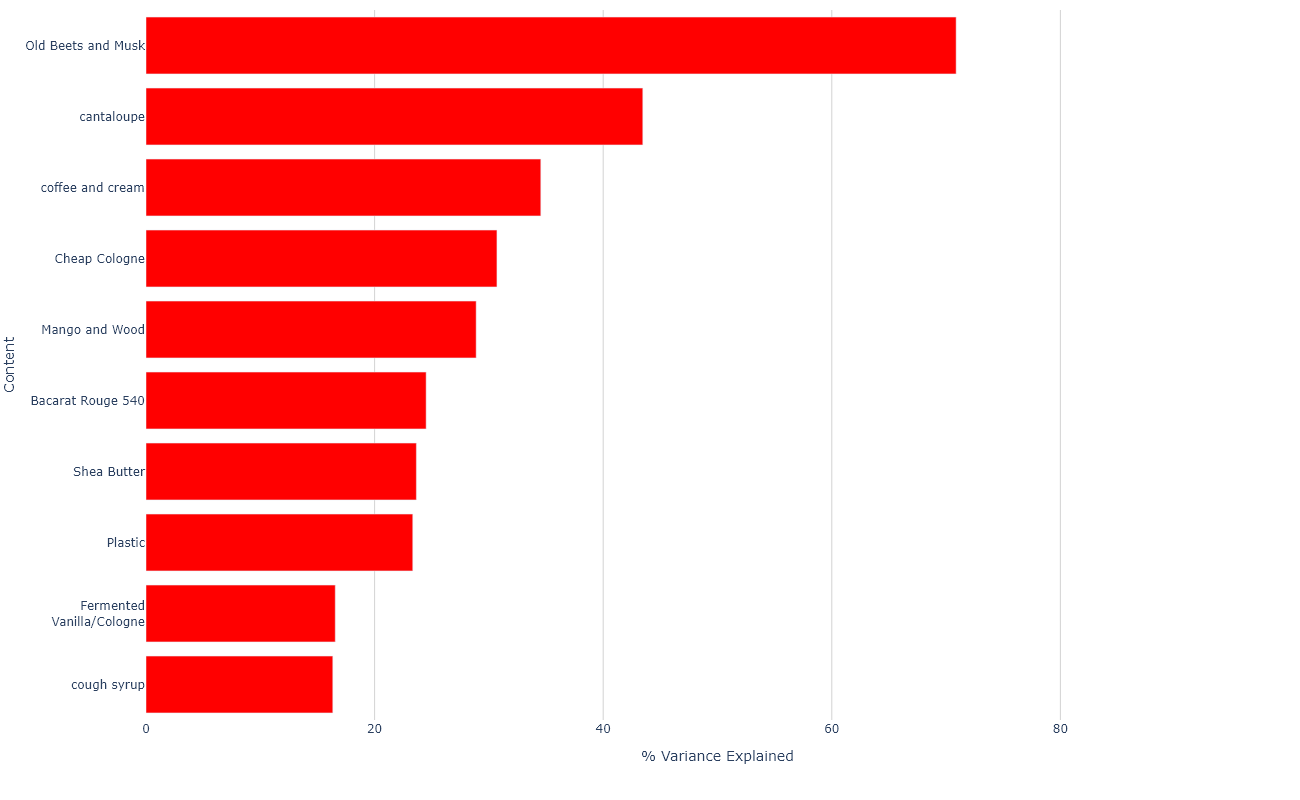 Old Beets and Musk
cantaloupe
coffee and cream
Cheap Cologne
Mango and Wood
Bacarat Rouge 540
Shea Butter
Plastic
Fermented
Vanilla/Cologne
cough syrup
Content
0 20 40 60 80
% Variance Explained